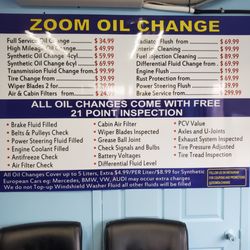 ZOOM OIL CHANGE
Full Service Oil Change $ 34.99
High Mileage Oil Change $ 49.99
Synthetic Oil Change 4cyl $ 59.99
Synthetic Oil Change 6cyl $ 69.99
Transmission Fluid Change $ 99.99
Tire Change from $ 99.99
Wiper Blades 2 for $ 29.99
Air & Cabin Filters from $ 24.99
Radiator Flush from $ 69.99
Interior Cleaning $ 89.99
Fuel Injection Cleaning $ 89.99
Differential Fluid Change from $ 69.99
Engine Flush $ 19.99
Rust Protection from $ 69.99
Power Steering Flush $ 89.99
Brake Service from $ 299.99
ALL OIL CHANGES COME WITH FREE
21 POINT INSPECTION
• Brake Fluid Filled
• Belts & Pulleys Check
• Power Steering Fluid Filled
• Engine Coolant Filled
• Antifreeze Check
• Air Filter Check
• Cabin Air Filter
• Wiper Blades Inspected
• Grease Ball Joint
• Check Signals and Bulbs
• Battery Voltages
• Differential Fluid Level
• PCV Value
• Axles and U-Joints
• Exhaust System Inspected
• Tire Pressure Adjusted
• Tire Tread Inspection
All Oil Changes Cover up to 5 Liters, Extra $4.99/PER Liter/$8.99 for Synthetic
European Cars eg: Mercedes, BMW, VW, AUDI may occur extra charges
We do not Top-up Windshield Washer Fluid all other fluids will be filled
FOLLOW US ON INSTAGRAM